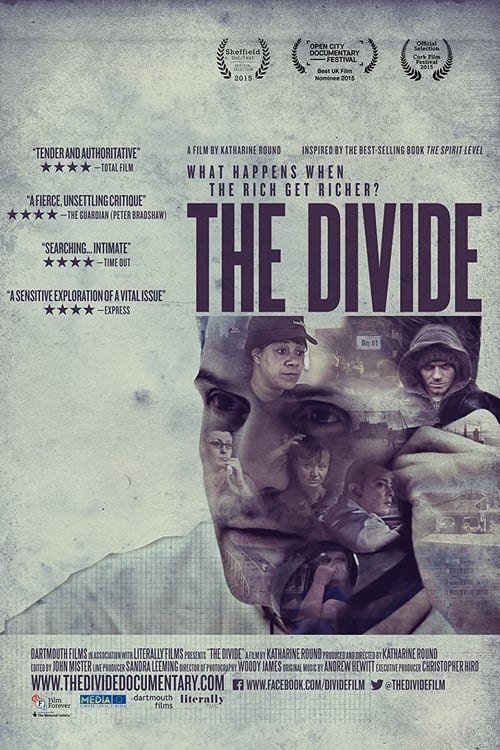 Sheffield
Doc/Fest
OFFICIAL
SELECTION
2015
OPEN CITY
DOCUMENTARY
FESTIVAL
Best UK Film
Nominee 2015
Official
Selection
Cork Film
Festival
2015
"TENDER AND AUTHORITATIVE"
★★★★ —TOTAL FILM
"A FIERCE, UNSETTLING CRITIQUE"
★★★★ —THE GUARDIAN (PETER BRADSHAW)
"SEARCHING... INTIMATE"
★★★★ —TIME OUT
"A SENSITIVE EXPLORATION OF A VITAL ISSUE"
★★★★ —EXPRESS
A FILM BY KATHARINE ROUND INSPIRED BY THE BEST-SELLING BOOK THE SPIRIT LEVEL
WHAT HAPPENS WHEN
THE RICH GET RICHER?
THE DIVIDE
DARTMOUTH FILMS IN ASSOCIATION WITH LITERALLY FILMS PRESENTS "THE DIVIDE" A FILM BY KATHARINE ROUND PRODUCED AND DIRECTED BY KATHARINE ROUND
EDITED BY JOHN MISTER LINE PRODUCER SANDRA LEEMING DIRECTOR OF PHOTOGRAPHY WOODY JAMES ORIGINAL MUSIC BY ANDREW HEWITT EXECUTIVE PRODUCER CHRISTOPHER HIRD
WWW.THEDIVIDEDOCUMENTARY.COM WWW.FACEBOOK.COM/DIVIDEFILM @THEDIVIDEFILM
BFI Film Forever
The National Lottery
MEDIA
dartmouth films
literally